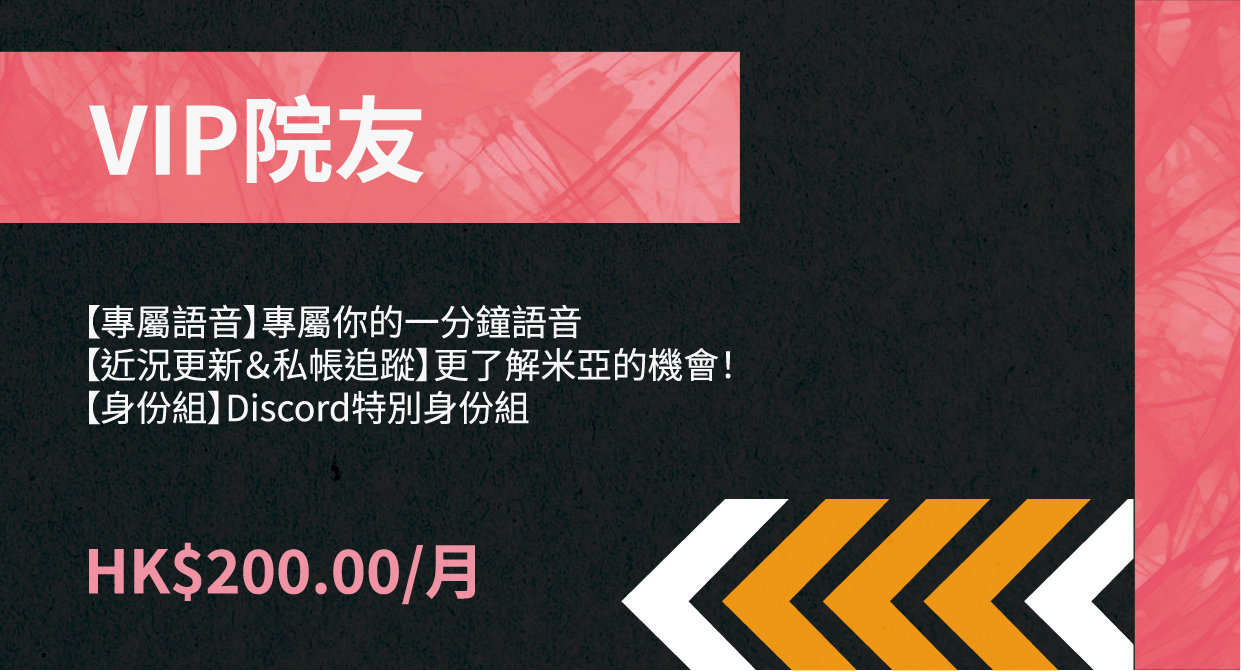 VIP院友
【專屬語音】專屬你的一分鐘語音
【近況更新&私帳追蹤】更了解米亞的機會！
【身份組】Discord特別身份組
HK$200.00/月